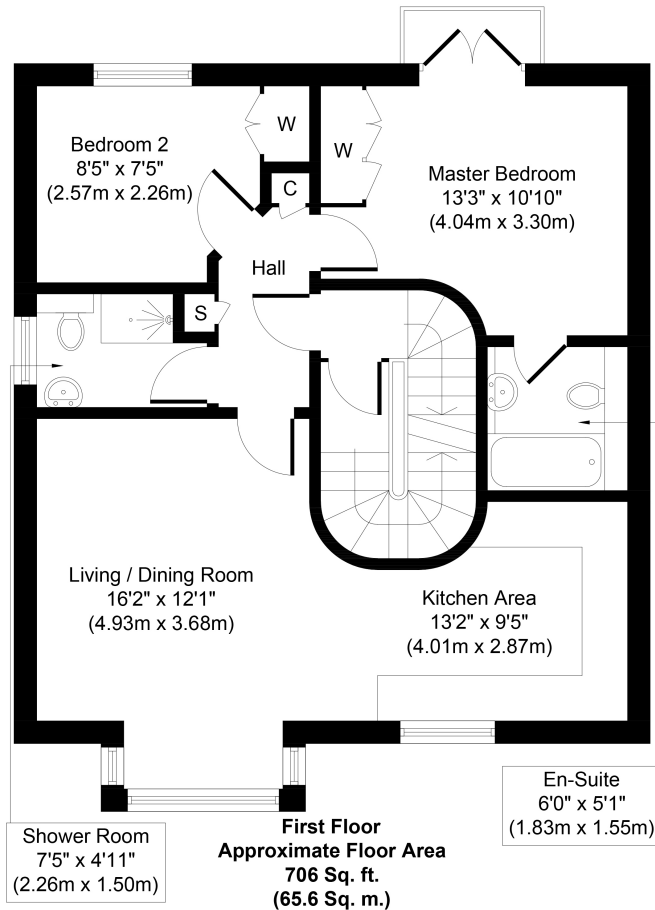 Bedroom 2
8'5" x 7'5"
(2.57m x 2.26m)
W
W
C
Master Bedroom
13'3" x 10'10"
(4.04m x 3.30m)
Hall
S
Living / Dining Room
16'2" x 12'1"
(4.93m x 3.68m)
Kitchen Area
13'2" x 9'5"
(4.01m x 2.87m)
En-Suite
6'0" x 5'1"
(1.83m x 1.55m)
Shower Room
7'5" x 4'11"
(2.26m x 1.50m)
First Floor
Approximate Floor Area
706 Sq. ft.
(65.6 Sq. m.)